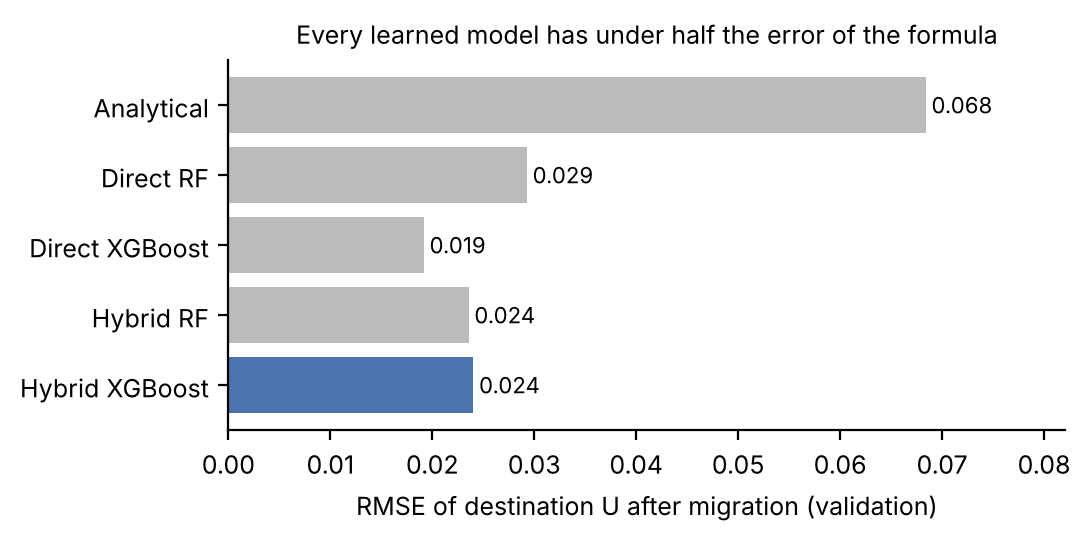 Every learned model has under half the error of the formula
Analytical
0.068
Direct RF
0.029
Direct XGBoost
0.019
Hybrid RF
0.024
Hybrid XGBoost
0.024
0.00 0.01 0.02 0.03 0.04 0.05 0.06 0.07 0.08
RMSE of destination U after migration (validation)